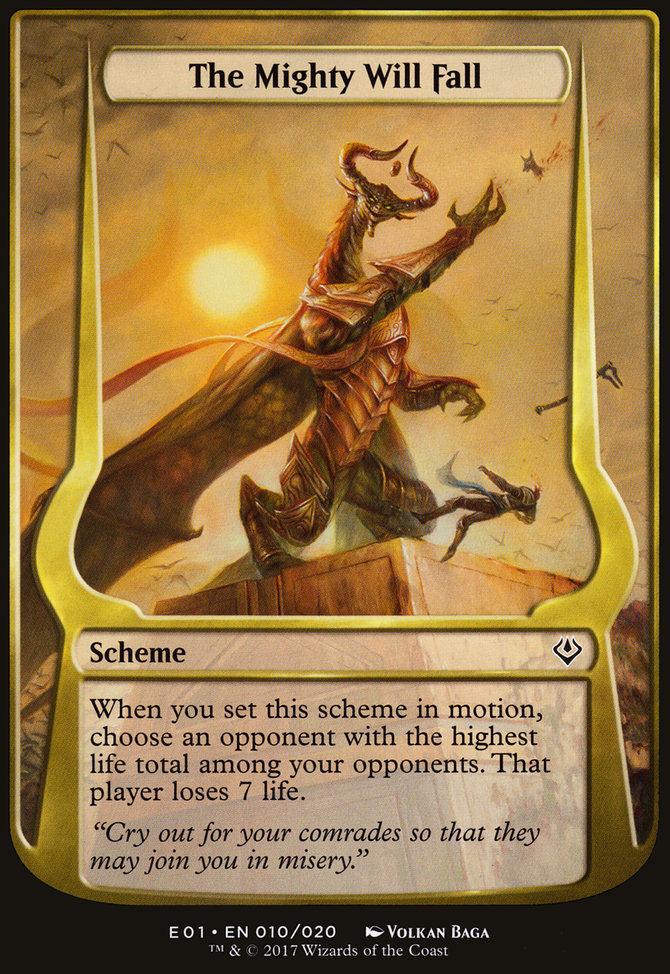 The Mighty Will Fall
Scheme
When you set this scheme in motion,
choose an opponent with the highest
life total among your opponents. That
player loses 7 life.
“Cry out for your comrades so that they
may join you in misery.”
E01 • EN 010/020 Volkan Baga
™ & © 2017 Wizards of the Coast